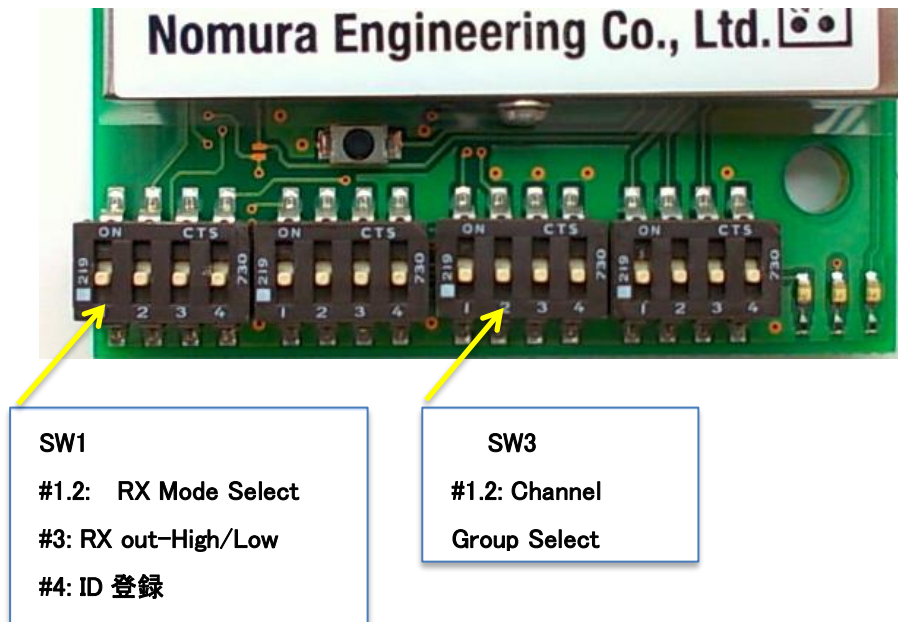 Nomura Engineering Co., Ltd.
ON CTS
219
730
2 3 4
ON CTS
219
730
1 2 3 4
ON CTS
219
730
1 2 3 4
ON CTS
219
730
1 2 3 4
SW1
#1.2: RX Mode Select
#3: RX out-High/Low
#4: ID 登録
SW3
#1.2: Channel
Group Select